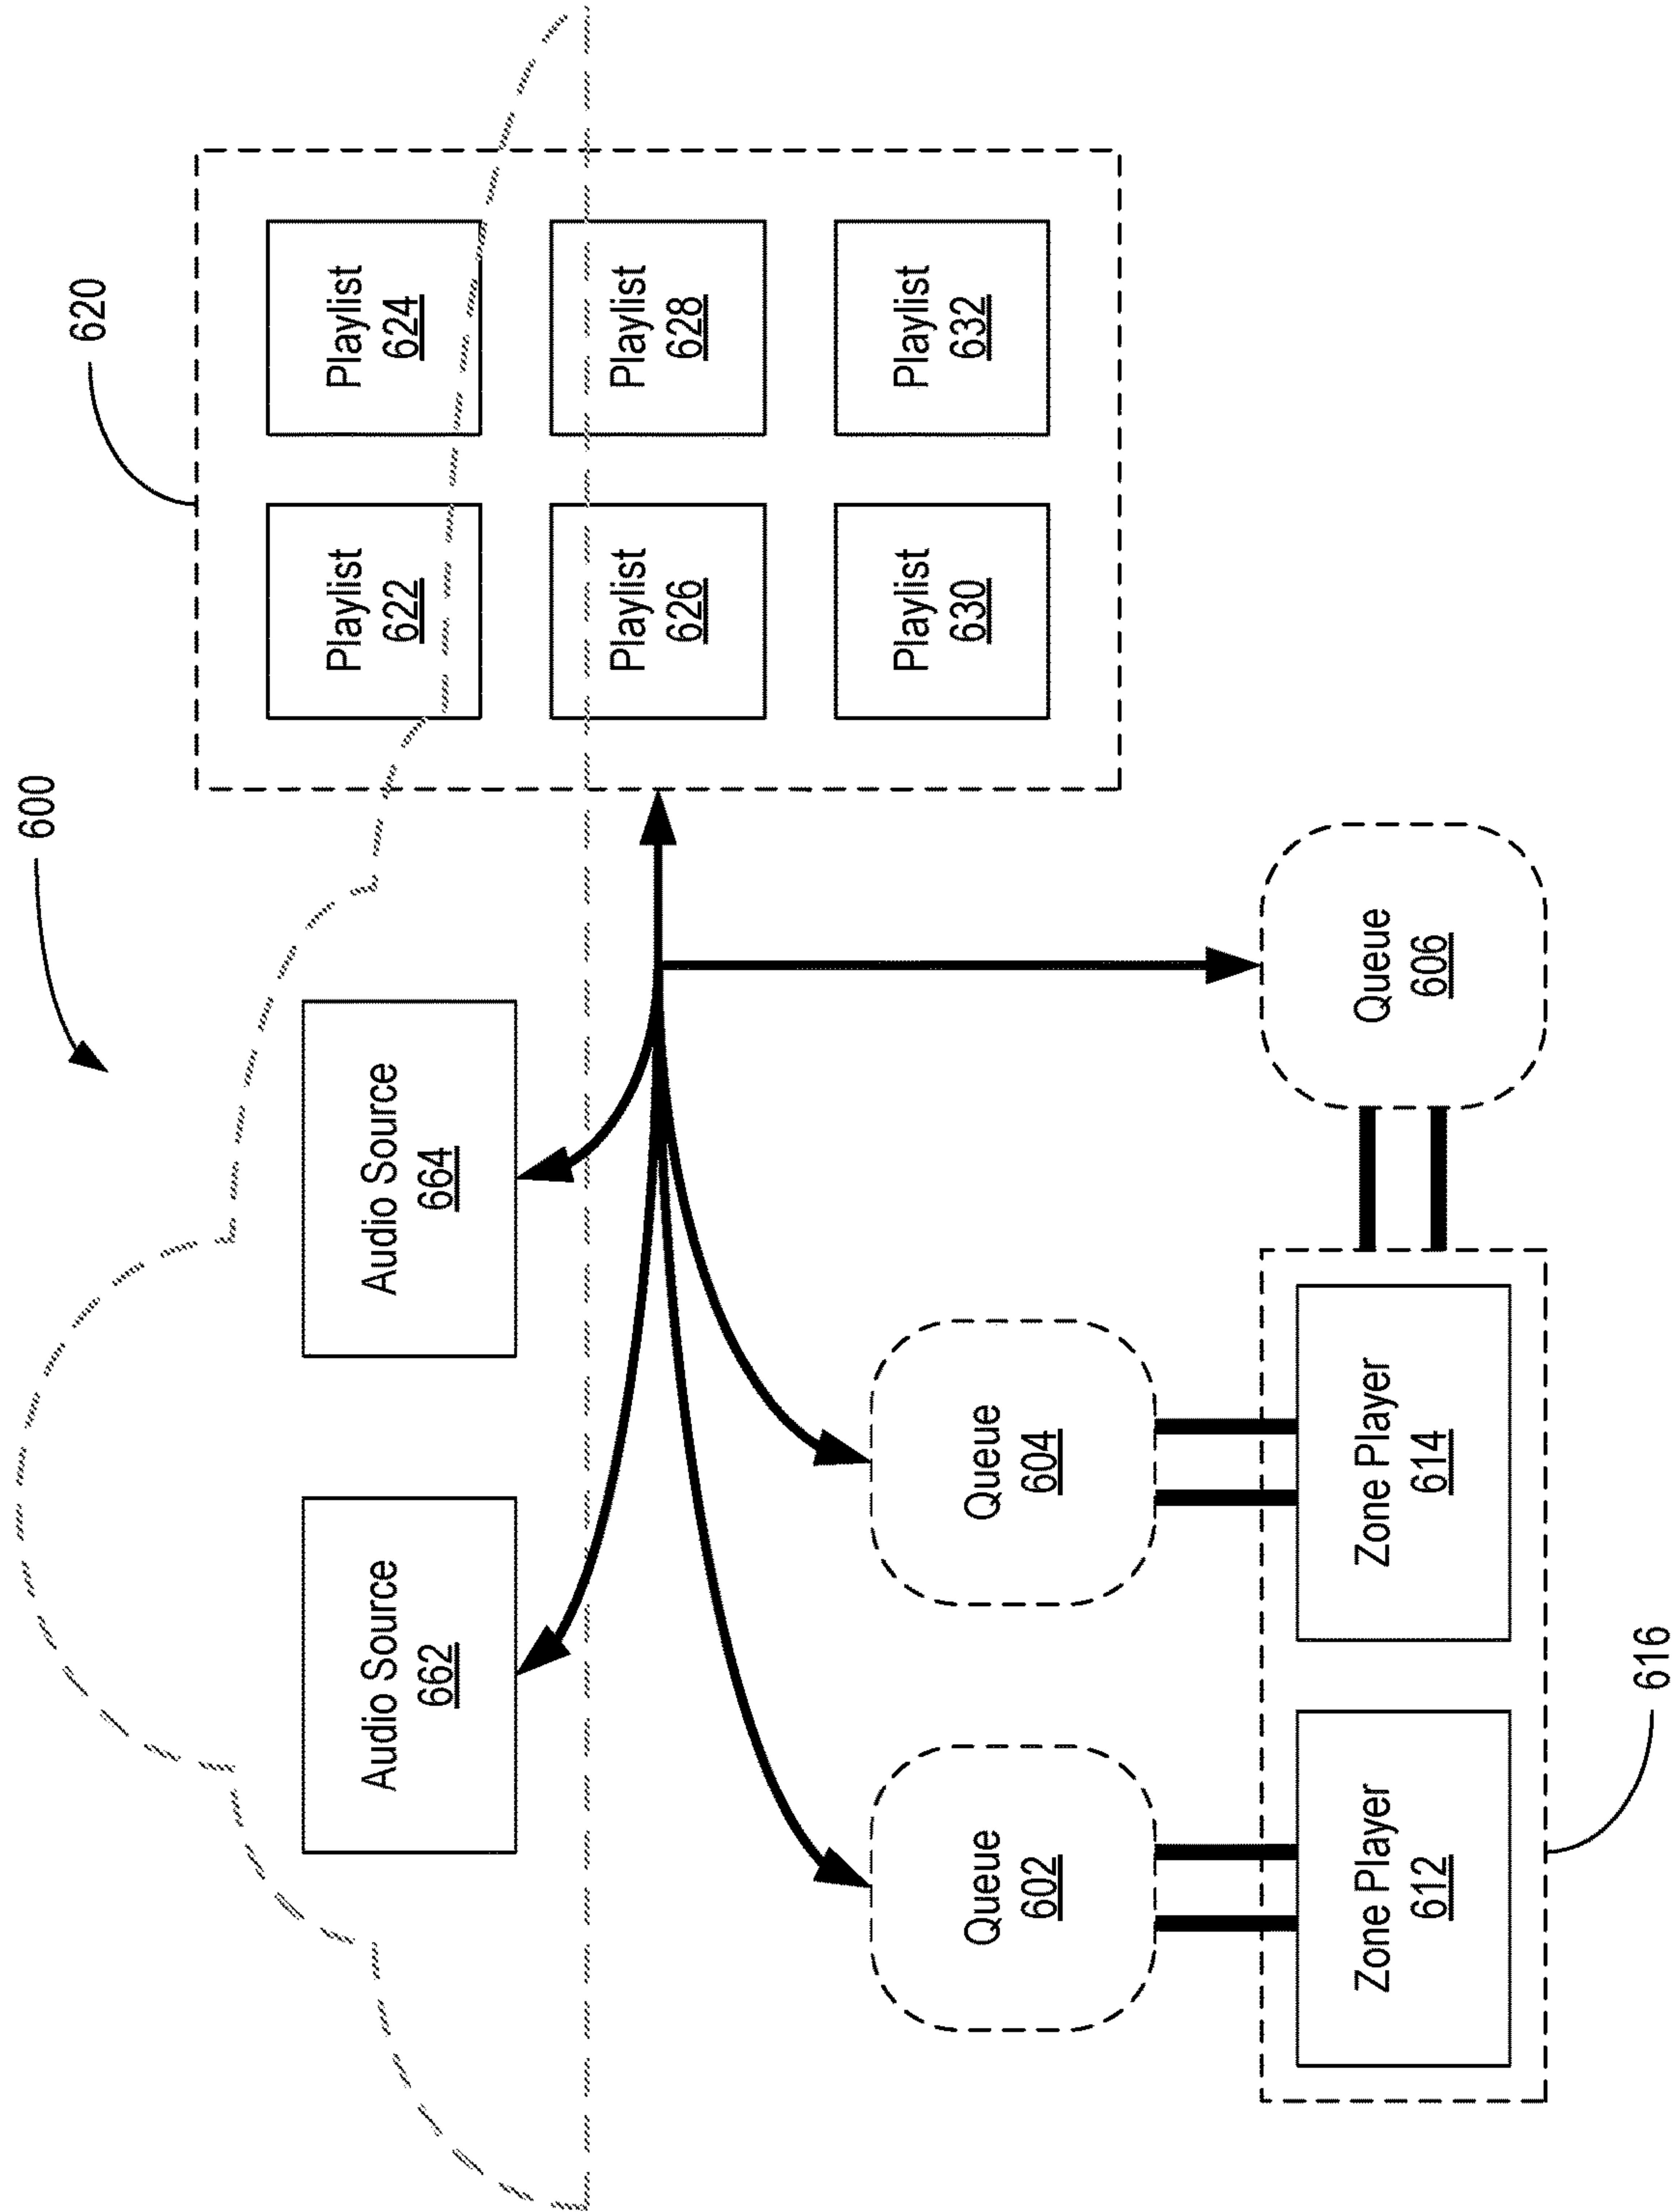 600
620
Audio Source
662
Audio Source
664
Playlist
622
Playlist
624
Playlist
626
Playlist
628
Playlist
630
Playlist
632
Queue
602
Queue
604
Queue
606
Zone Player
612
Zone Player
614
616